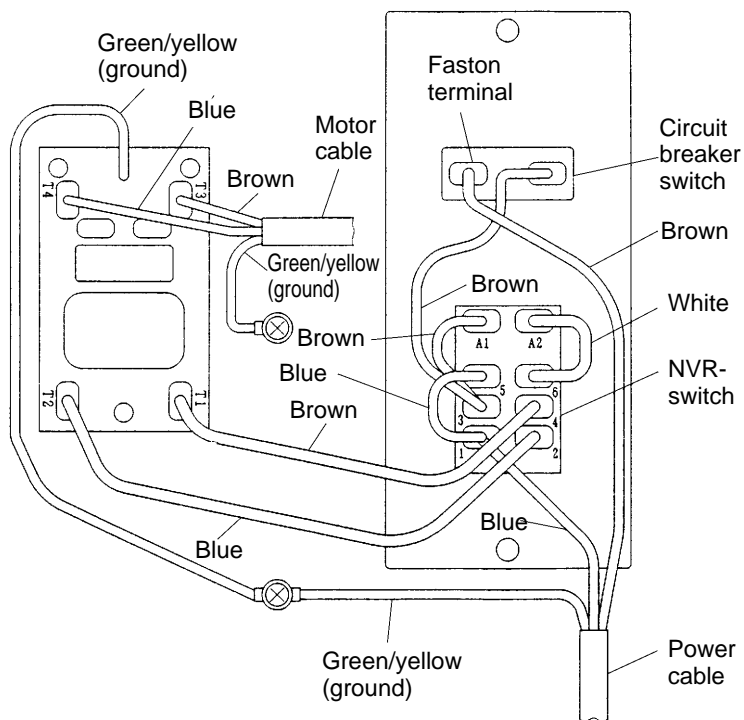 Green/yellow
(ground)
Blue
Faston
terminal
Motor
cable
Circuit
breaker
switch
T4
T3
Brown
Brown
Green/yellow
(ground)
Brown
White
Brown
A1
A2
Blue
5
6
NVR-
switch
T2
T1
Brown
3
4
1
2
Blue
Blue
Green/yellow
(ground)
Power
cable